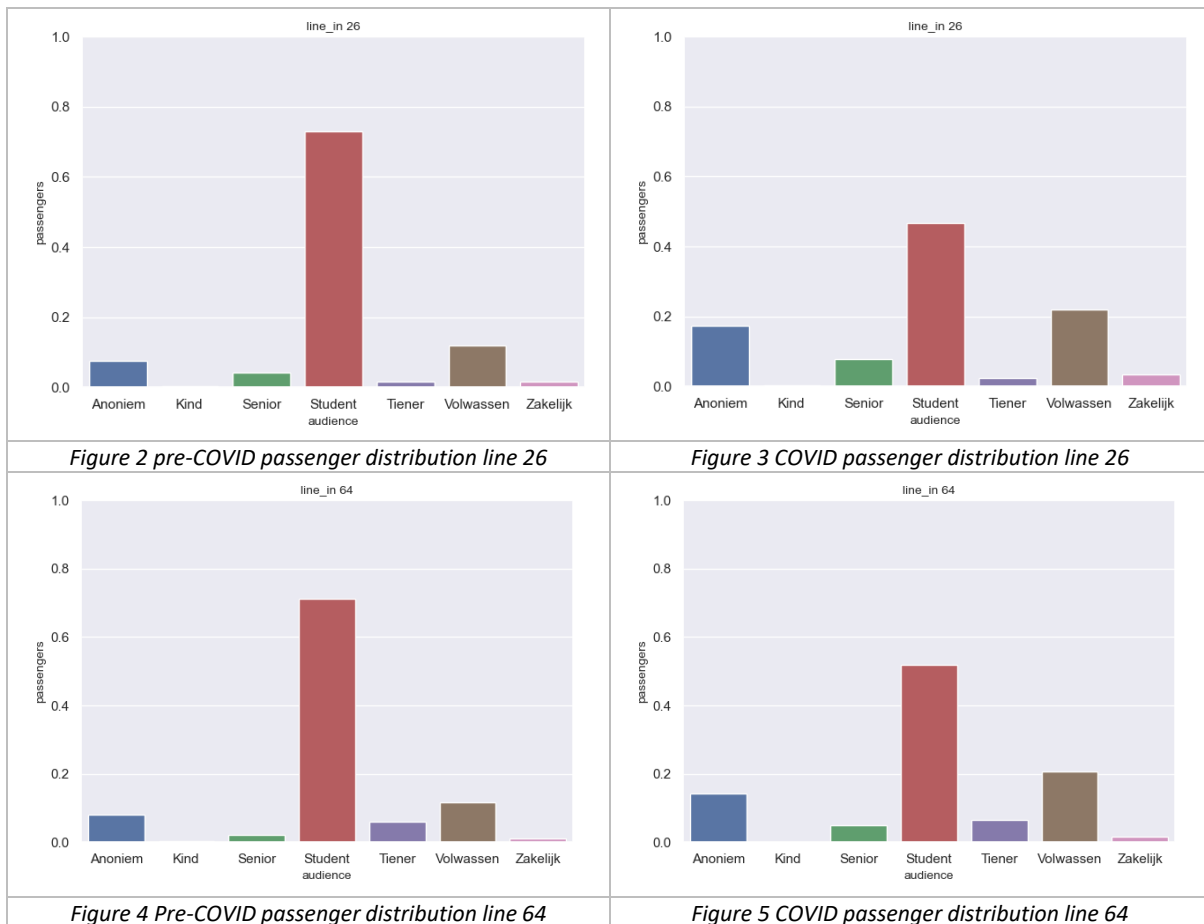 line_in 26
1.0
0.8
0.6
0.4
0.2
0.0
passengers
Anoniem Kind Senior Student Tiener Volwassen Zakelijk
audience
Figure 2 pre-COVID passenger distribution line 26
line_in 26
1.0
0.8
0.6
0.4
0.2
0.0
passengers
Anoniem Kind Senior Student Tiener Volwassen Zakelijk
audience
Figure 3 COVID passenger distribution line 26
line_in 64
1.0
0.8
0.6
0.4
0.2
0.0
passengers
Anoniem Kind Senior Student Tiener Volwassen Zakelijk
audience
Figure 4 Pre-COVID passenger distribution line 64
line_in 64
1.0
0.8
0.6
0.4
0.2
0.0
passengers
Anoniem Kind Senior Student Tiener Volwassen Zakelijk
audience
Figure 5 COVID passenger distribution line 64